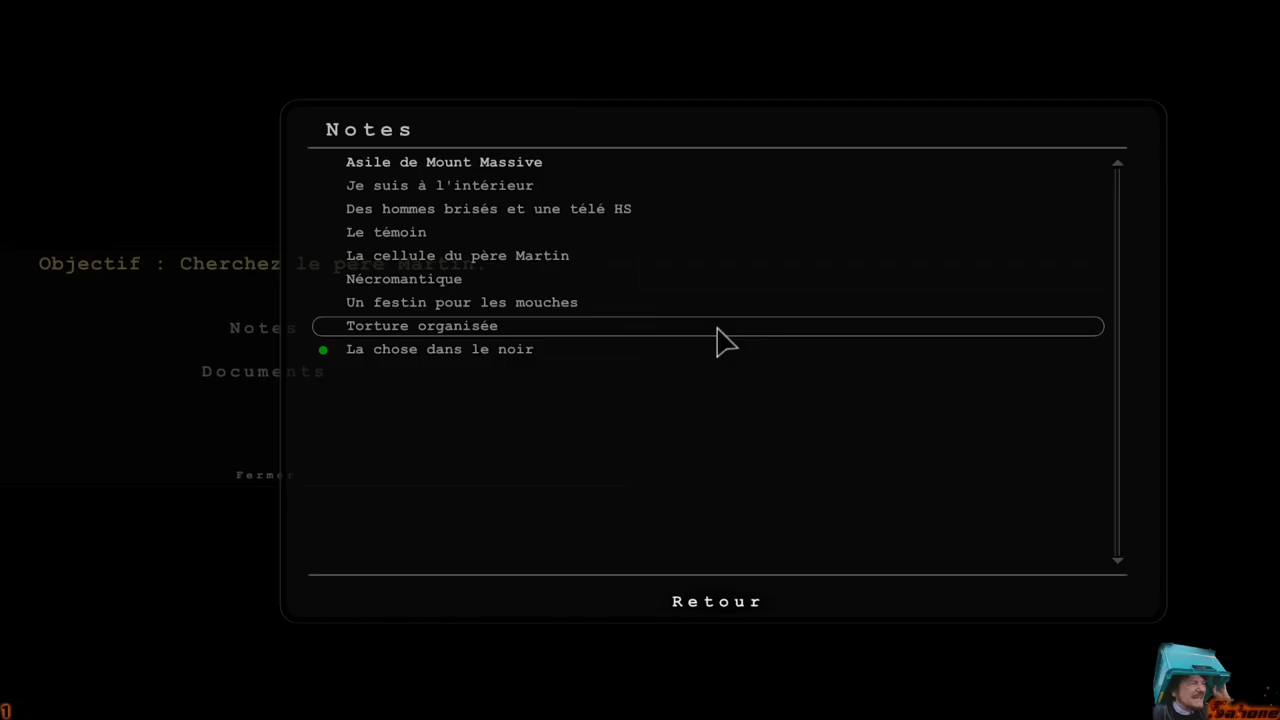 Notes
Asile de Mount Massive
Je suis à l'intérieur
Des hommes brisés et une télé HS
Le témoin
La cellule du père Martin
Nécromantique
Un festin pour les mouches
Torture organisée
La chose dans le noir
Objectif : Cherchez le père Martin.
Notes
Documents
Fermer
Retour
1